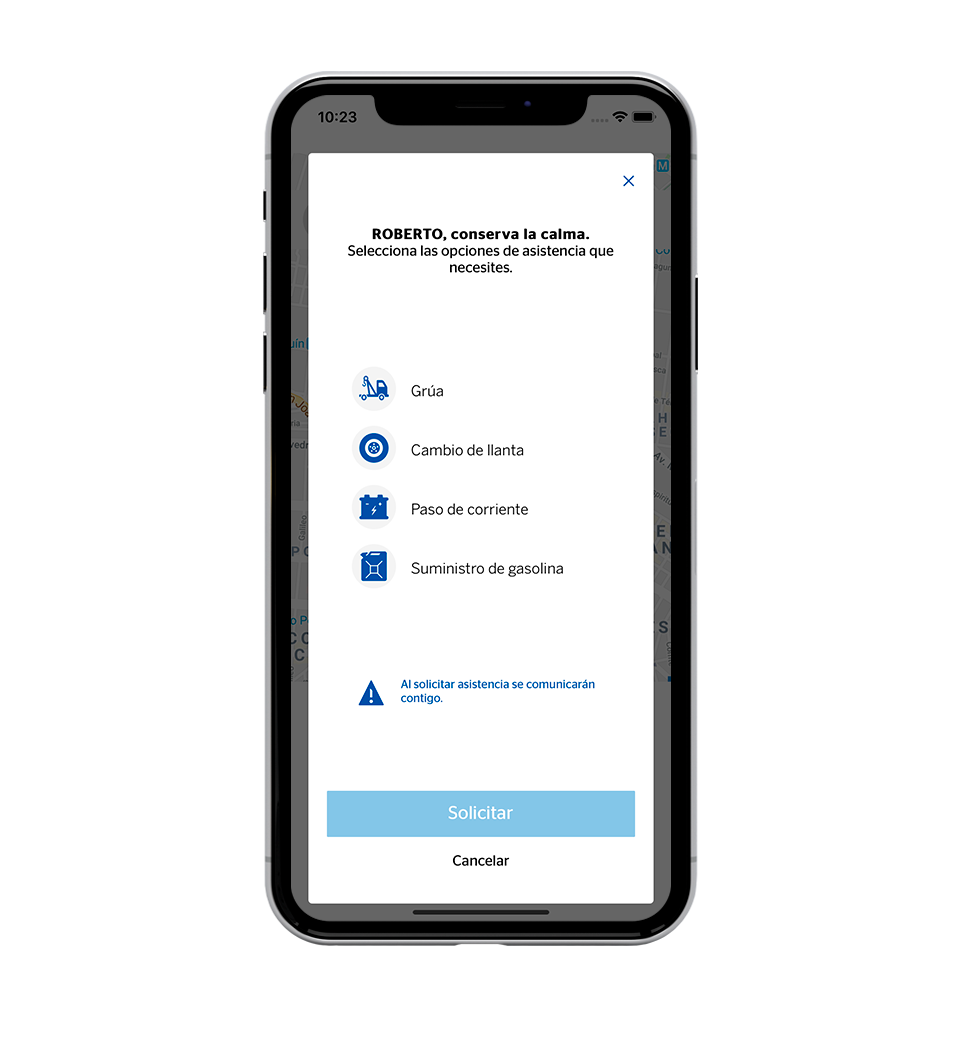 10:23
M
ROBERTO, conserva la calma.
Selecciona las opciones de asistencia que
necesites.
Grúa
Cambio de llanta
Paso de corriente
Suministro de gasolina
Galileo
Al solicitar asistencia se comunicarán
contigo.
Solicitar
Cancelar